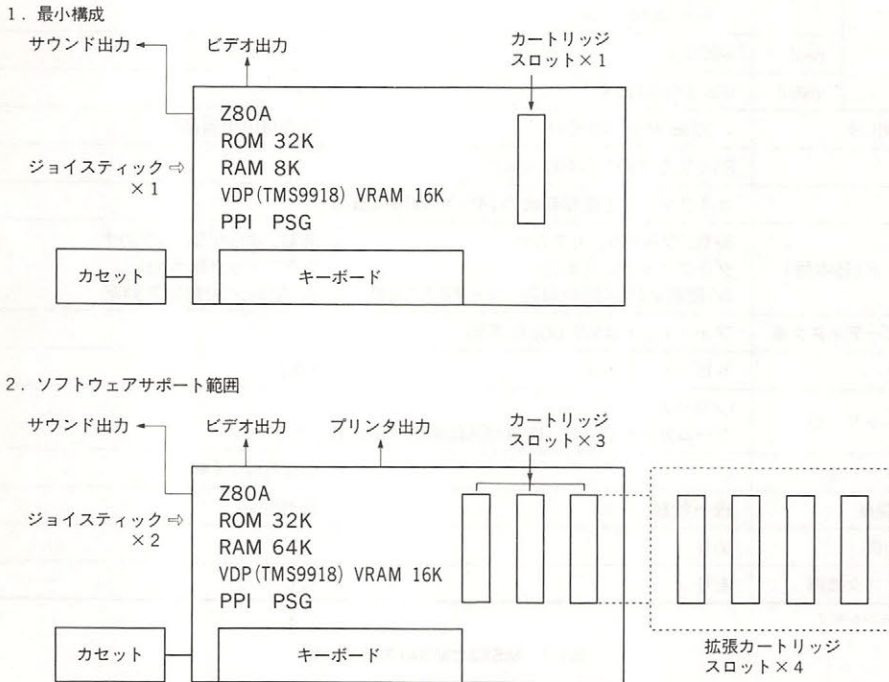 1. 最小構成
サウンド出力
ビデオ出力
カートリッジ
スロット×1
Z80A
ROM 32K
ジョイスティック⇨
×1
RAM 8K
VDP(TMS9918) VRAM 16K
PPI PSG
カセット
キーボード
2. ソフトウェアサポート範囲
サウンド出力
ビデオ出力
プリンタ出力
カートリッジ
スロット×3
Z80A
ジョイスティック⇨
×2
ROM 32K
RAM 64K
VDP(TMS9918) VRAM 16K
PPI PSG
カセット
キーボード
拡張カートリッジ
スロット×4